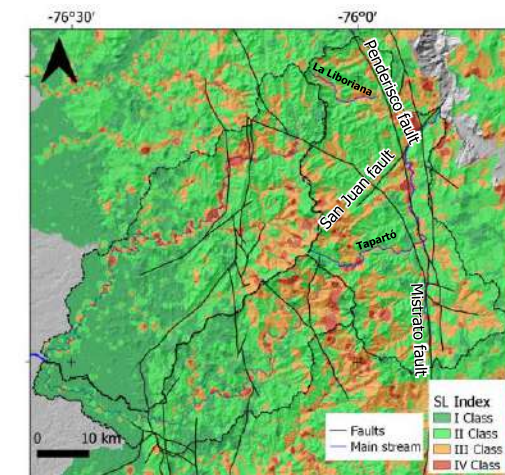 -76°30'
-76°0'
La Liboriana
Penderisco fault
San Juan fault
Tapartó
Mistrato fault
Faults
Main stream
0 10 km
SL Index
I Class
II Class
III Class
IV Class